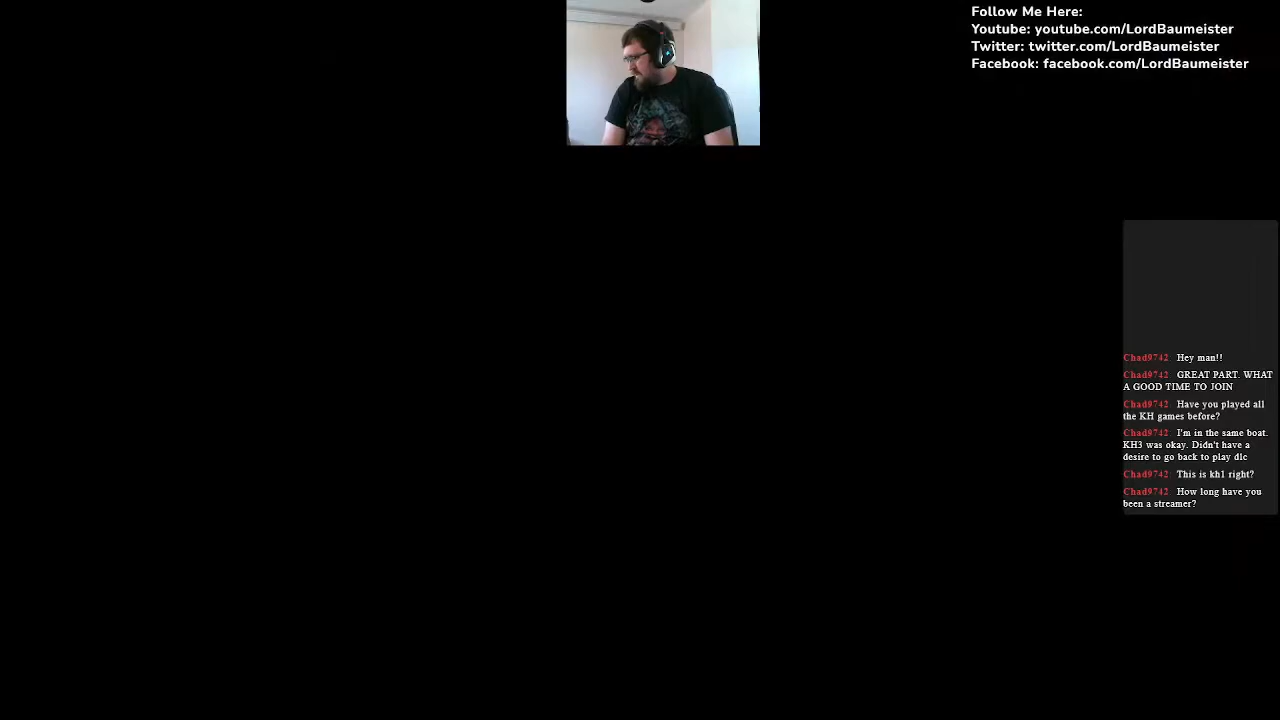 Follow Me Here:
Youtube: youtube.com/LordBaumeister
Twitter: twitter.com/LordBaumeister
Facebook: facebook.com/LordBaumeister
Chad9742 Hey man!!
Chad9742 GREAT PART. WHAT
A GOOD TIME TO JOIN
Chad9742 Have you played all
the KH games before?
Chad9742 I'm in the same boat.
KH3 was okay. Didn't have a
desire to go back to play dlc
Chad9742 This is kh1 right?
Chad9742 How long have you
been a streamer?